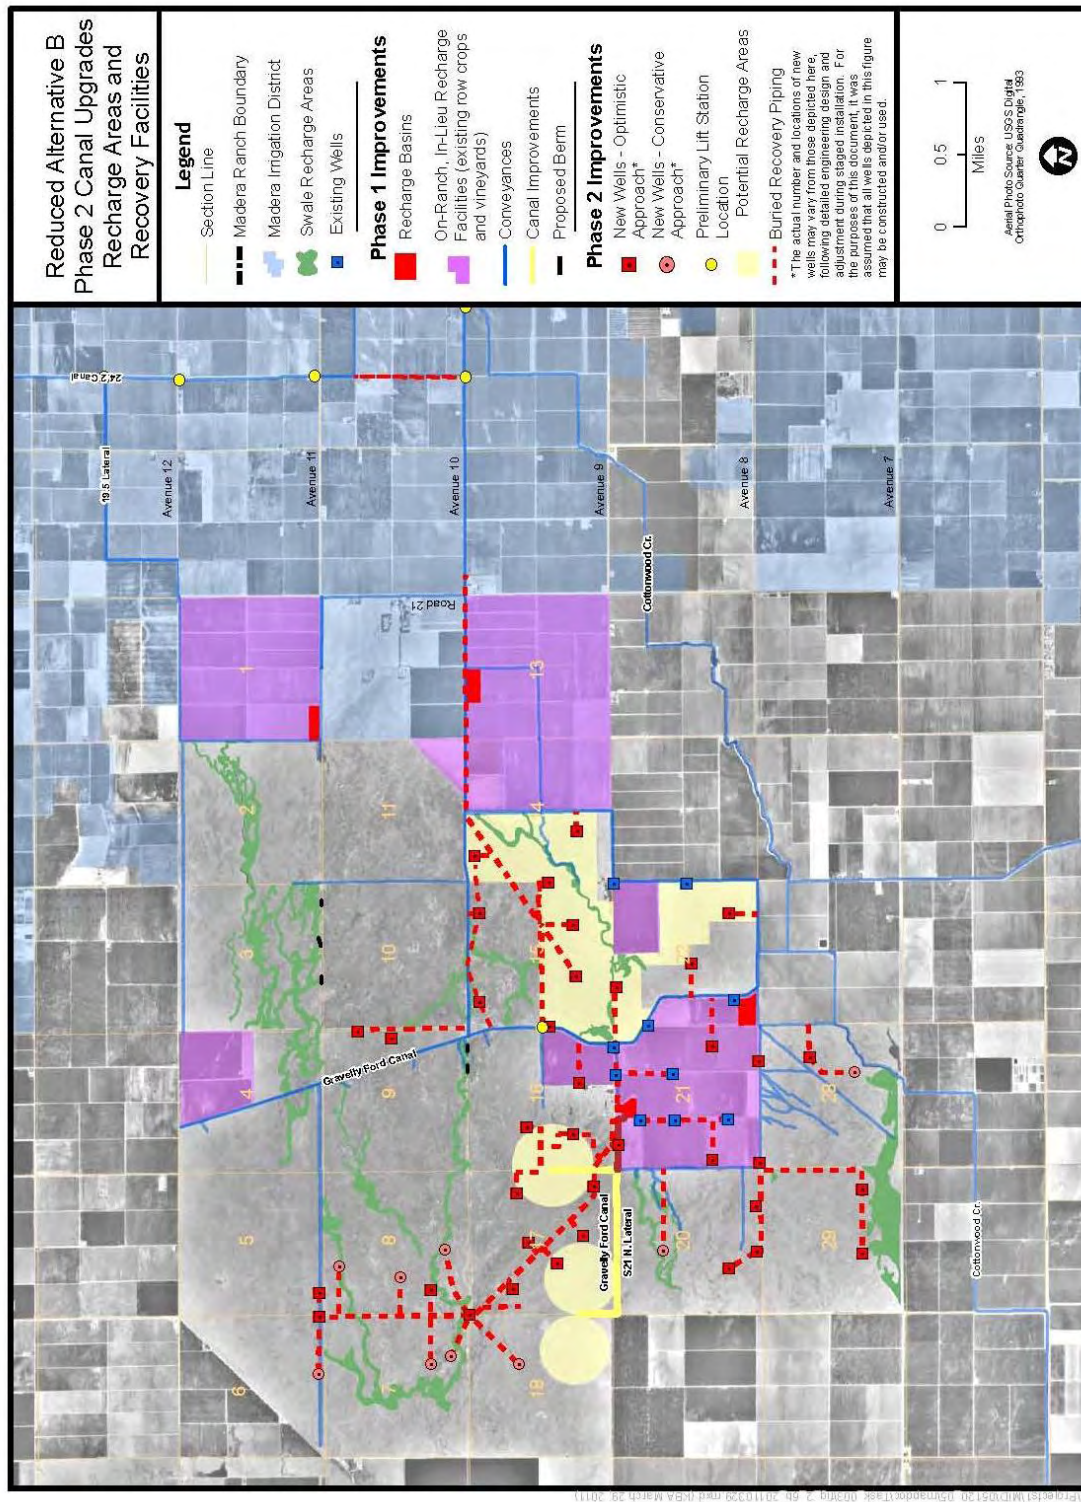 Reduced Alternative B
Phase 2 Canal Upgrades
Recharge Areas and
Recovery Facilities
Legend
Section Line
Madera Ranch Boundary
Madera Irrigation District
Swale Recharge Areas
Existing Wells
Phase 1 Improvements
Recharge Basins
On-Ranch, In-Lieu Recharge
Facilities (existing row crops
and vineyards)
Conveyances
Canal Improvements
Proposed Berm
Phase 2 Improvements
New Wells - Optimistic
Approach*
New Wells - Conservative
Approach*
Preliminary Lift Station
Location
Potential Recharge Areas
Buried Recovery Piping
*The actual number and locations of new
wells may vary from those depicted here,
following detailed engineering design and
adjustment during staged installation. For
the purposes of this document, it was
assumed that all wells depicted in this figure
may be constructed and/or used.
0 0.5 1
Miles
Aerial Photo Source: USGS Digital
Orthophoto Quarter Quadrangle, 1993
N
24.2 Canal
19.5 Lateral
Avenue 12
Avenue 11
Avenue 10
Avenue 9
Avenue 8
Avenue 7
Road 21
Cottonwood Cr.
Gravelly Ford Canal
Gravelly Ford Canal
S21 N. Lateral
Cottonwood Cr.
1
2
3
4
5
6
7
8
9
10
11
13
4
15
16
17
18
20
21
22
28
29